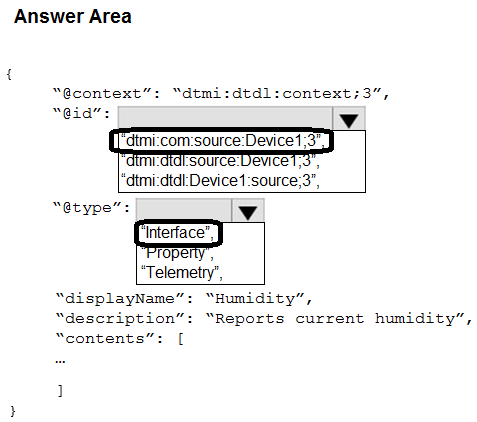 Answer Area
{
“@context”: “dtmi:dtdl:context;3”,
“@id”:
“dtmi:com:source:Device1;3”,
“dtmi:dtdl:source:Device1;3”,
“dtmi:dtdl:Device1:source;3”,
“@type”:
“Interface”,
“Property”,
“Telemetry”,
“displayName”: “Humidity”,
“description”: “Reports current humidity”,
“contents”: [
…
]
}